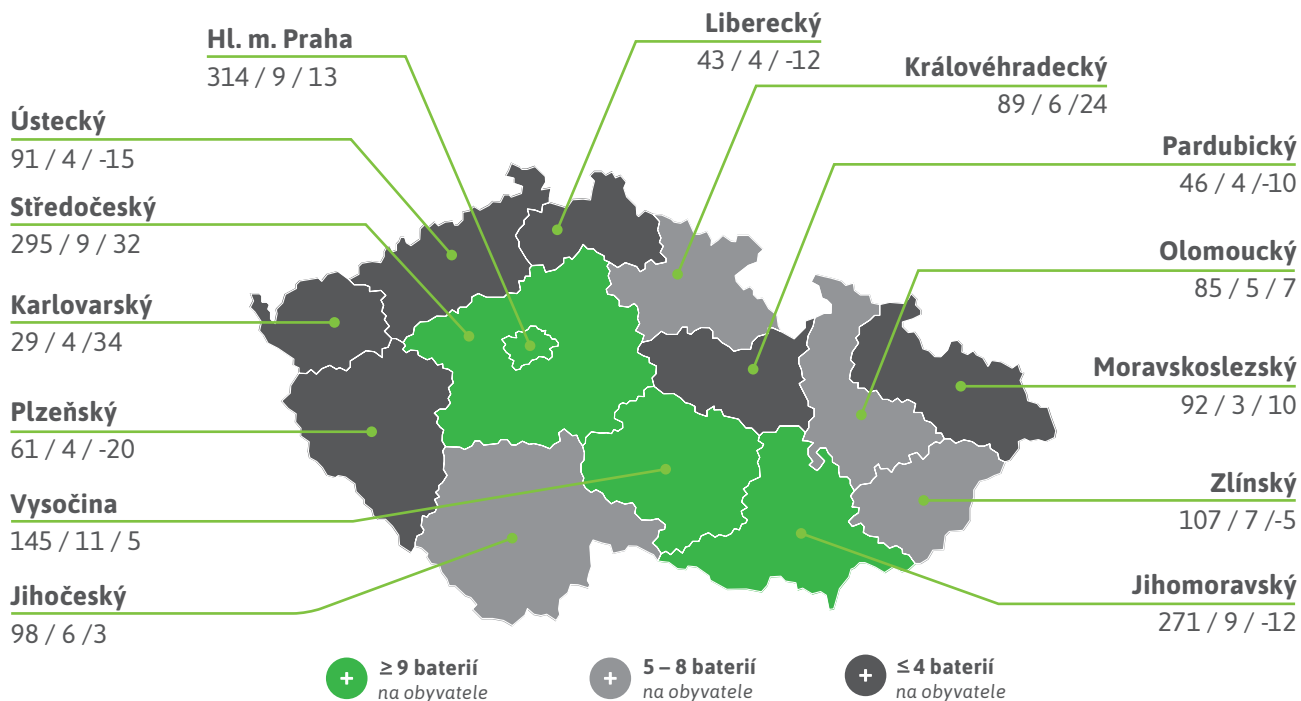 Hl. m. Praha
314 / 9 / 13
Liberecký
43 / 4 / -12
Královéhradecký
89 / 6 /24
Ústecký
91 / 4 / -15
Pardubický
46 / 4 /-10
Středočeský
295 / 9 / 32
Olomoucký
85 / 5 / 7
Karlovarský
29 / 4 /34
Moravskoslezský
92 / 3 / 10
Plzeňský
61 / 4 / -20
Zlínský
107 / 7 /-5
Vysočina
145 / 11 / 5
Jihomoravský
271 / 9 / -12
Jihočeský
98 / 6 /3
≥ 9 baterií
na obyvatele
5 – 8 baterií
na obyvatele
≤ 4 baterií
na obyvatele